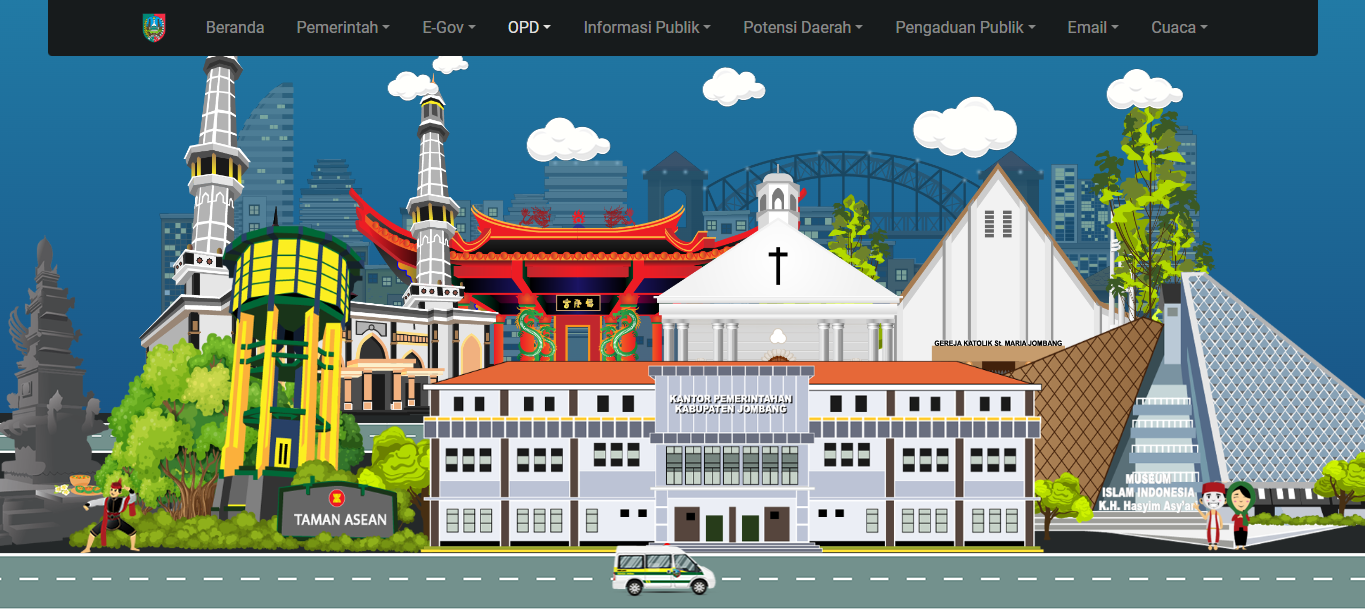 Beranda
Pemerintah
E-Gov
OPD
Informasi Publik
Potensi Daerah
Pengaduan Publik
Email
Cuaca
GEREJA KATOLIK St. MARIA JOMBANG
KANTOR PEMERINTAHAN
KABUPATEN JOMBANG
TAMAN ASEAN
MUSEUM
ISLAM INDONESIA
K.H. Hasyim Asy'ari